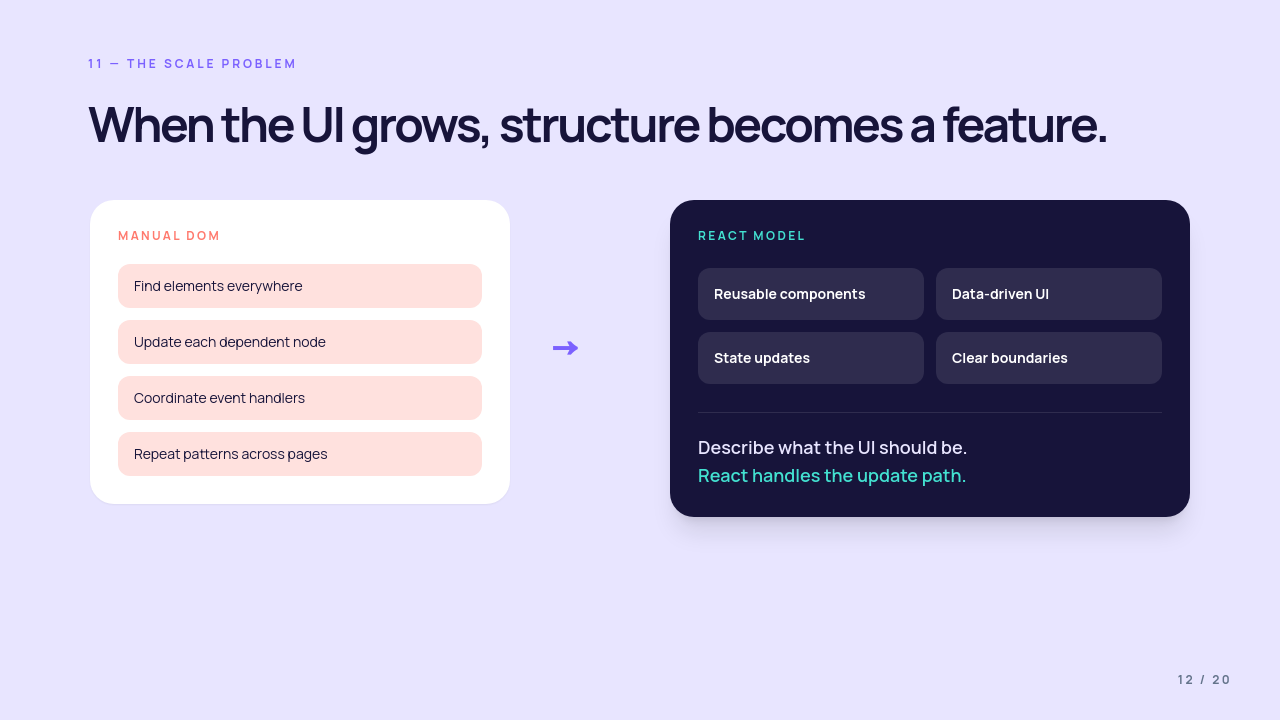 11 — THE SCALE PROBLEM
When the UI grows, structure becomes a feature.
MANUAL DOM
Find elements everywhere
Update each dependent node
Coordinate event handlers
Repeat patterns across pages
→
REACT MODEL
Reusable components
Data-driven UI
State updates
Clear boundaries
Describe what the UI should be.
React handles the update path.
12 / 20